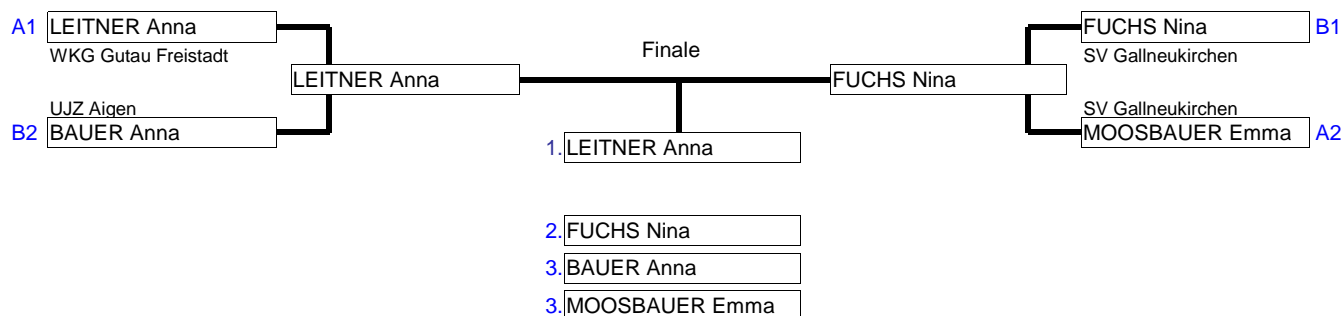 A1 LEITNER Anna
WKG Gutau Freistadt
FUCHS Nina B1
SV Gallneukirchen
Finale
LEITNER Anna
FUCHS Nina
UJZ Aigen
B2 BAUER Anna
SV Gallneukirchen
MOOSBAUER Emma A2
1. LEITNER Anna
2. FUCHS Nina
3. BAUER Anna
3. MOOSBAUER Emma